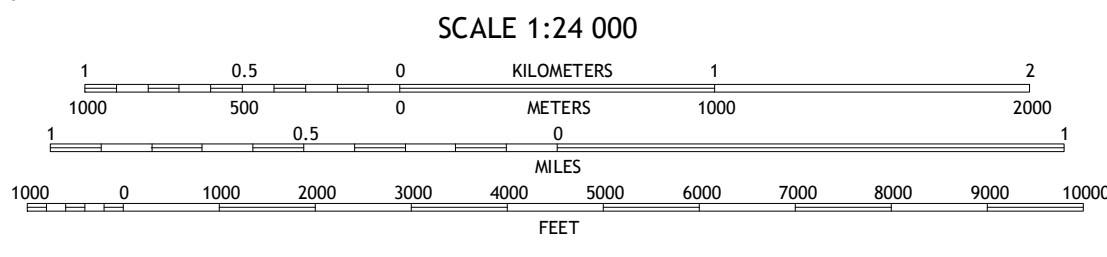 SCALE 1:24 000
1 0.5 0 KILOMETERS 1 2
1000 500 0 METERS 1000 2000
1 0.5 0 1
MILES
1000 0 1000 2000 3000 4000 5000 6000 7000 8000 9000 10000
FEET